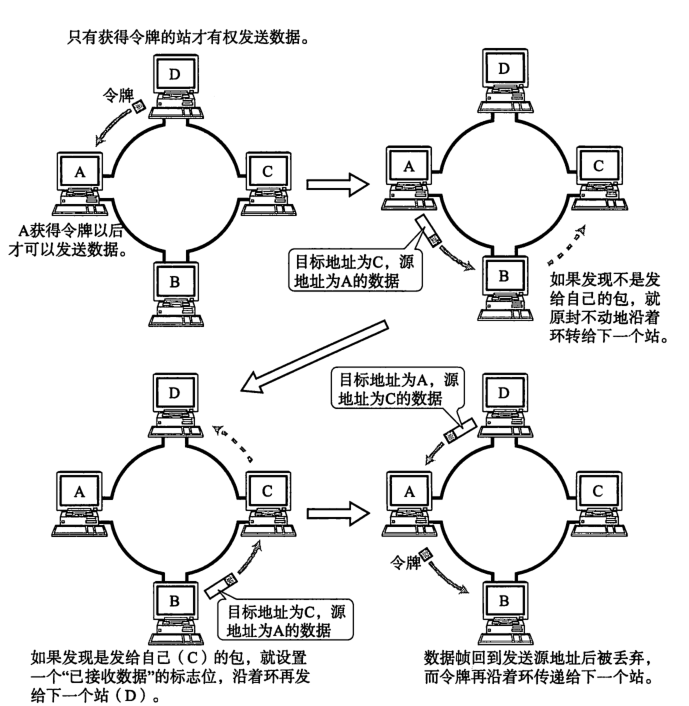 只有获得令牌的站才有权发送数据。
D
令牌
A
C
A获得令牌以后
才可以发送数据。
B
D
A
C
目标地址为C，源
地址为A的数据
B
如果发现不是发
给自己的包，就
原封不动地沿着
环转给下一个站。
D
A
C
B
目标地址为C，源
地址为A的数据
如果发现是发给自己（C）的包，就设置
一个“已接收数据”的标志位，沿着环再发
给下一个站（D）。
目标地址为A，源
地址为C的数据
D
A
C
令牌
B
数据帧回到发送源地址后被丢弃，
而令牌再沿着环传递给下一个站。